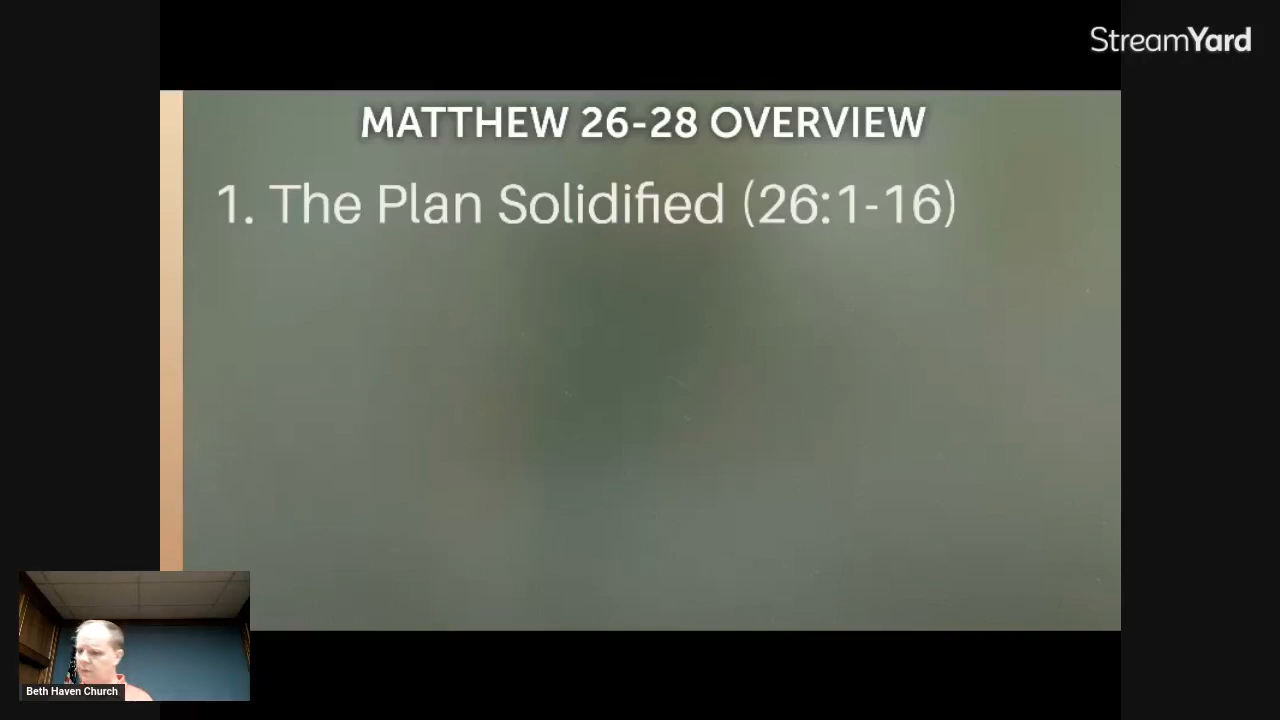 StreamYard
MATTHEW 26-28 OVERVIEW
1. The Plan Solidified (26:1-16)
Beth Haven Church